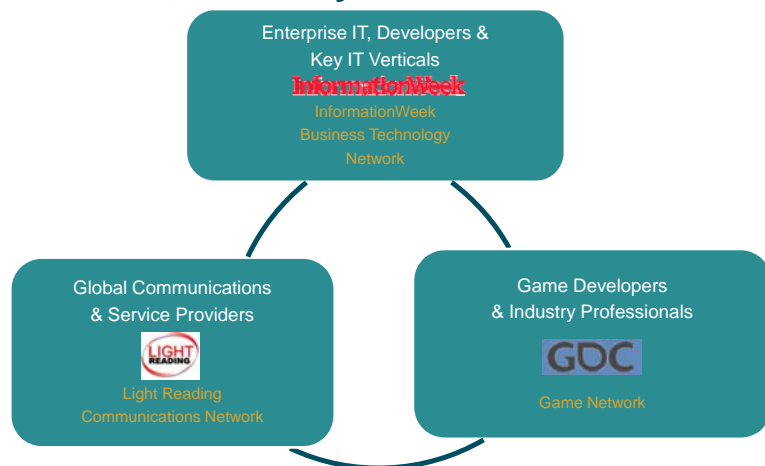 Enterprise IT, Developers &
Key IT Verticals
InformationWeek
InformationWeek
Business Technology
Network
Global Communications
& Service Providers
LIGHT
READING
Light Reading
Communications Network
Game Developers
& Industry Professionals
GDC
Game Network